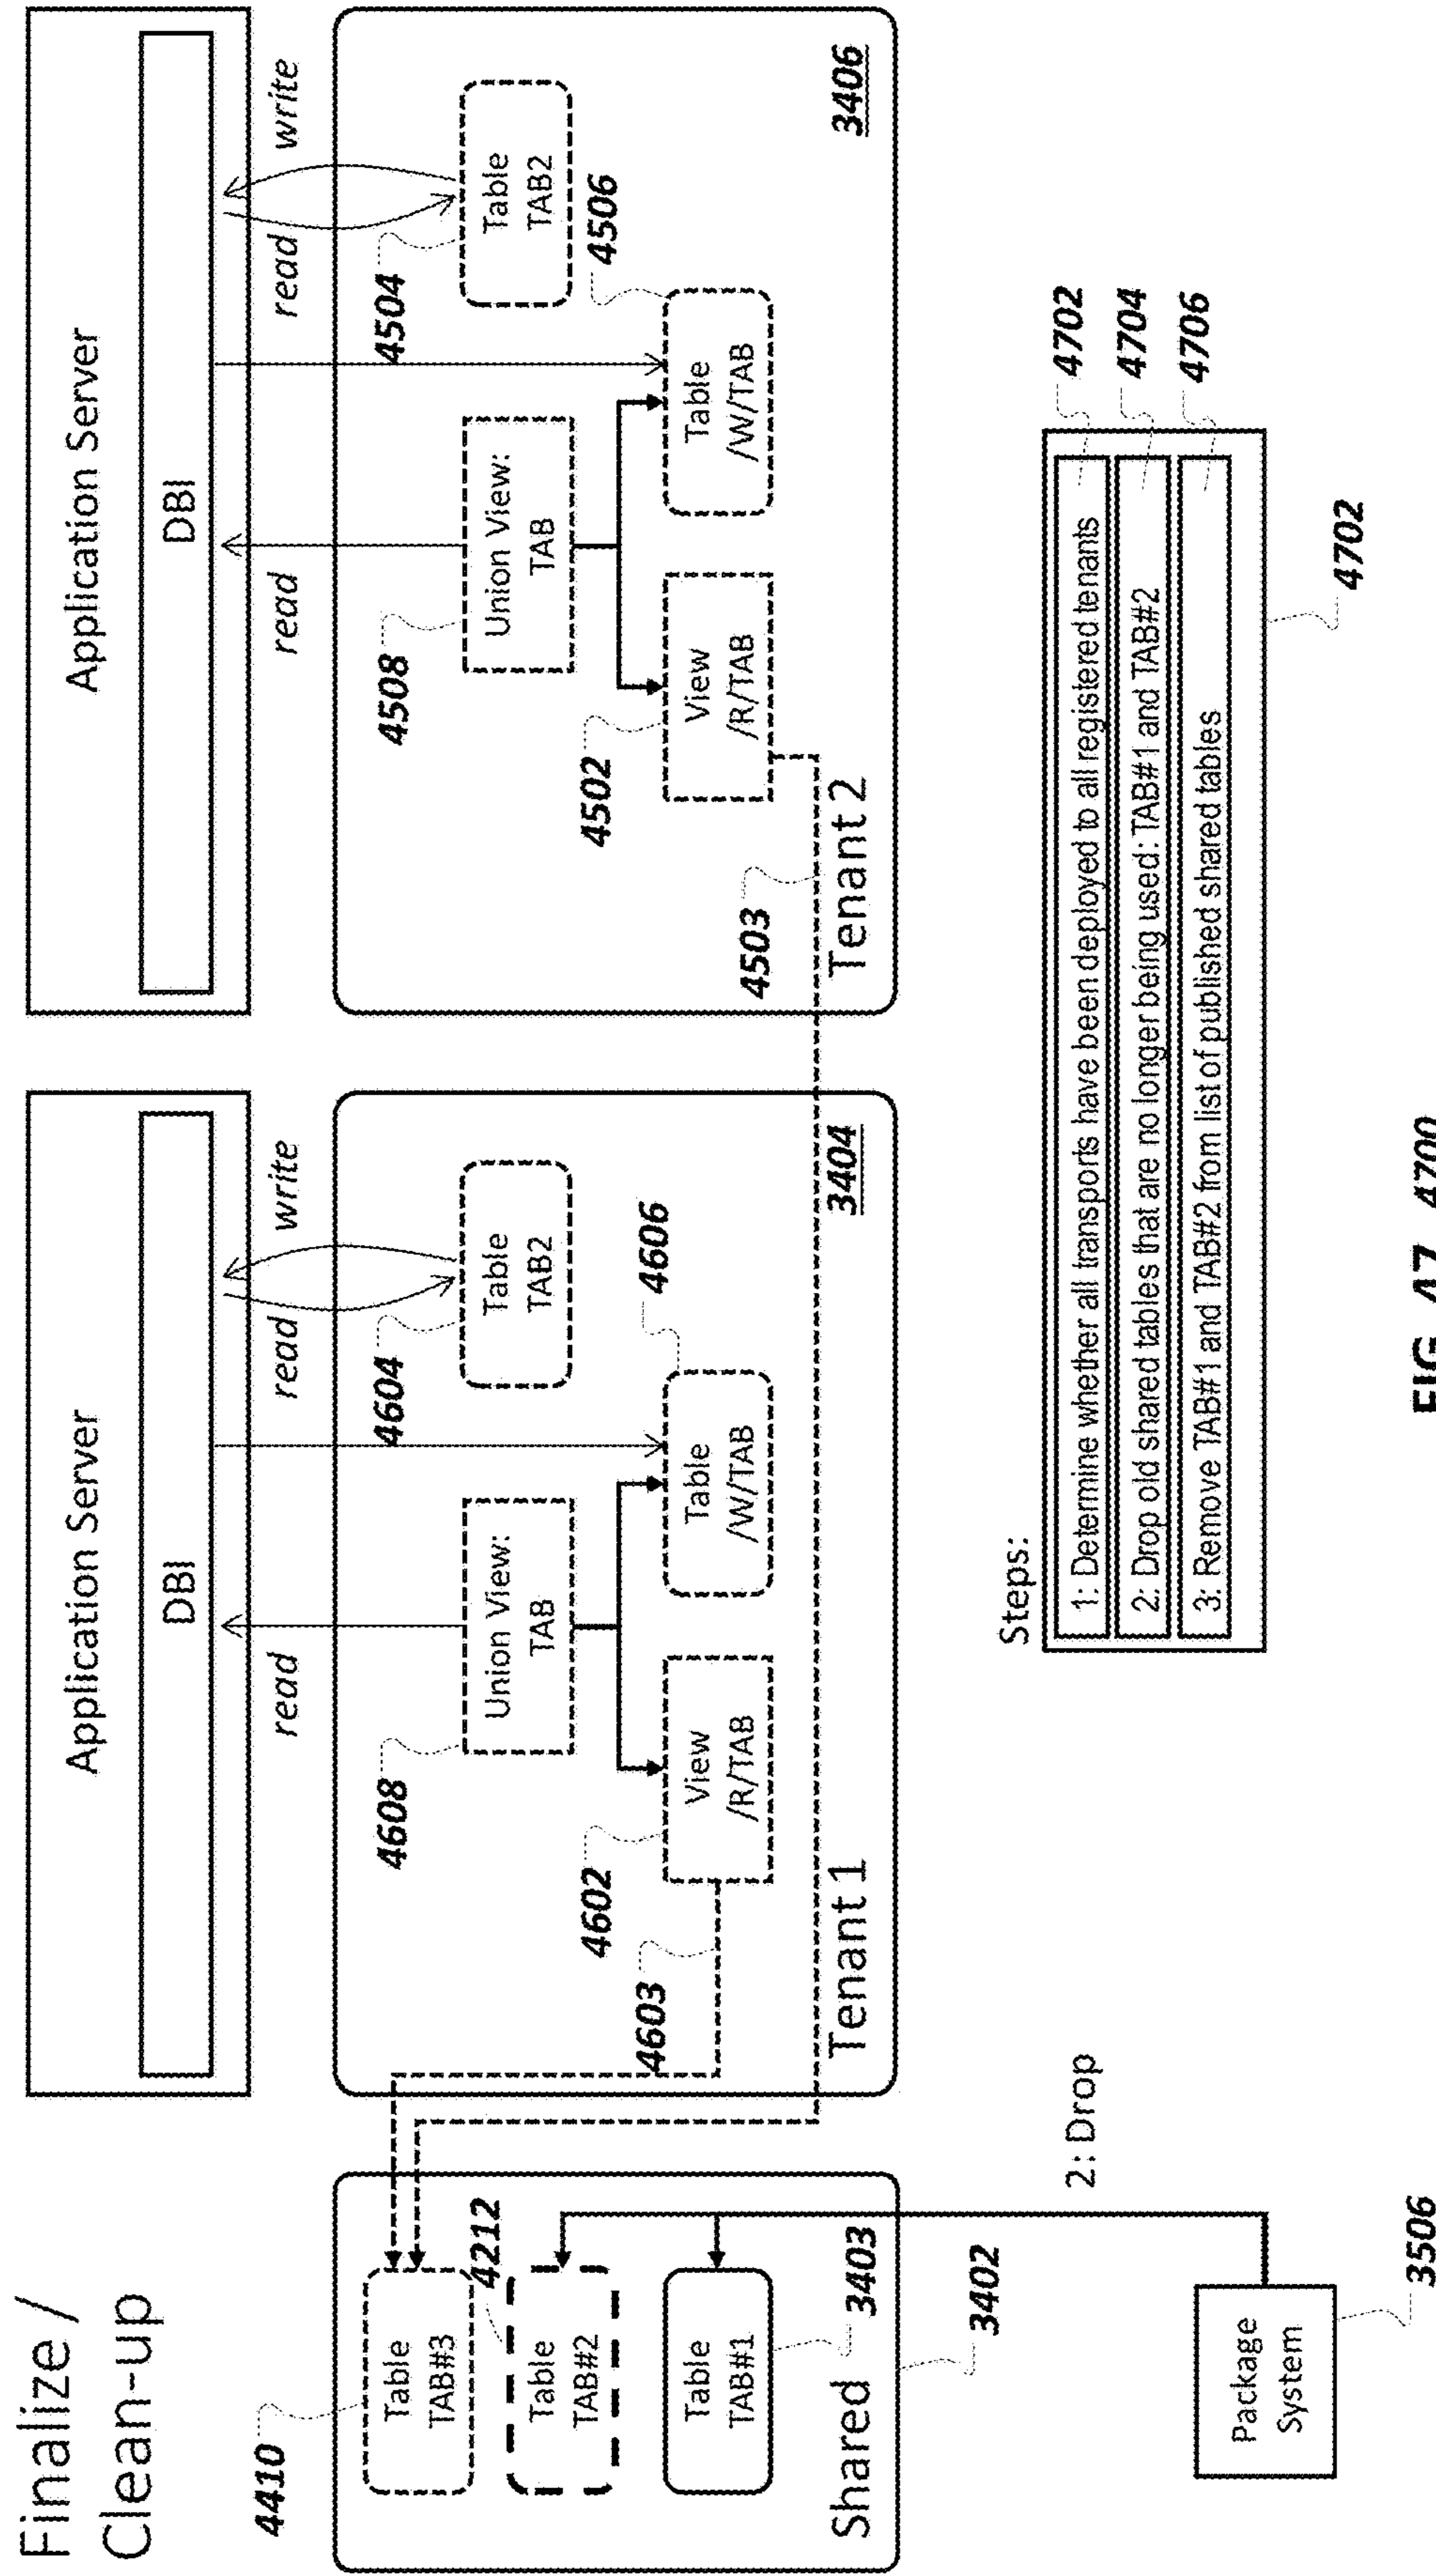 Finalize /
Clean-up
Application Server
DBI
Application Server
DBI
read
read
write
read
read
write
4410
Table
TAB#3
4212
Table
TAB#2
Table
TAB#1
3403
Shared
3402
4608
Union View:
TAB
4604
Table
TAB2
4602
View
/R/TAB
4606
Table
/W/TAB
4603
Tenant 1
3404
4508
Union View:
TAB
4504
Table
TAB2
4502
View
/R/TAB
4506
Table
/W/TAB
4503
Tenant 2
3406
2: Drop
Package
System
3506
Steps:
1: Determine whether all transports have been deployed to all registered tenants
4702
2: Drop old shared tables that are no longer being used: TAB#1 and TAB#2
4704
3: Remove TAB#1 and TAB#2 from list of published shared tables
4706
4702
FIG. 47 4700